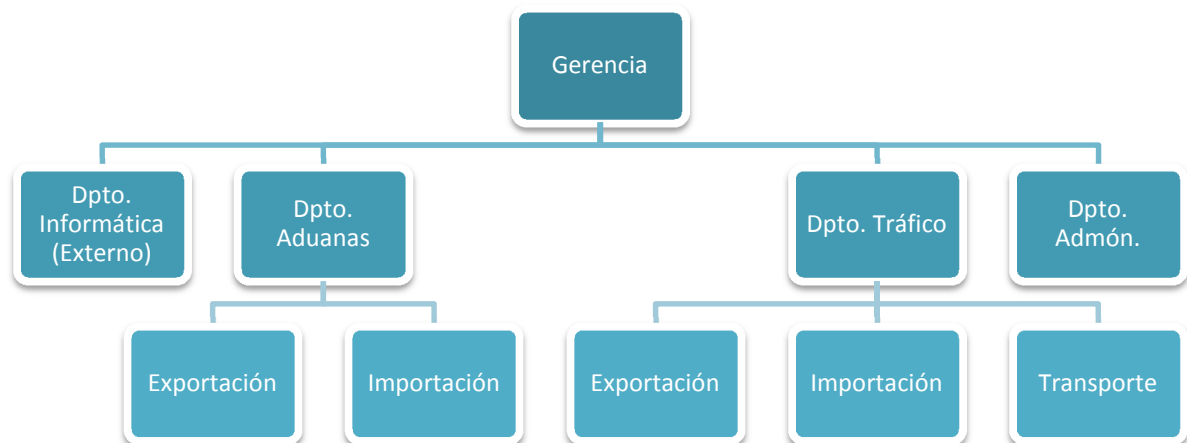 Gerencia
Dpto.
Informática
(Externo)
Dpto.
Aduanas
Dpto. Tráfico
Dpto.
Admón.
Exportación
Importación
Exportación
Importación
Transporte